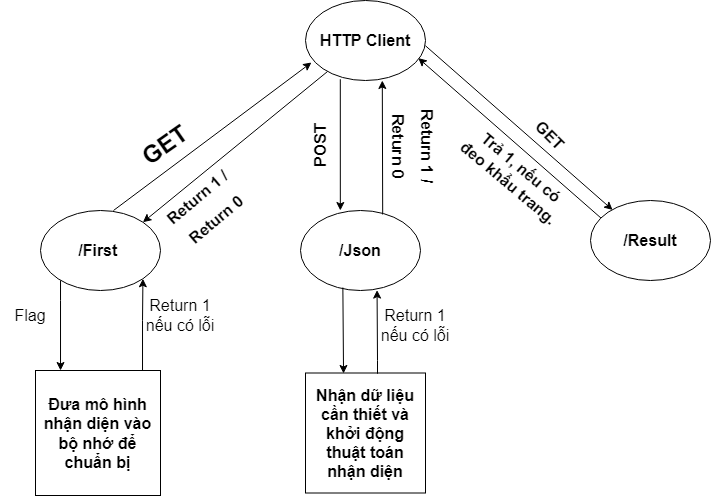 HTTP Client
GET
Return 1 /
Return 0
POST
Return 1 /
Return 0
GET
Trả 1, nếu có
đeo khẩu trang.
/First
/Json
/Result
Flag
Return 1
nếu có lỗi
Return 1
nếu có lỗi
Đưa mô hình
nhận diện vào
bộ nhớ để
chuẩn bị
Nhận dữ liệu
cần thiết và
khởi động
thuật toán
nhận diện